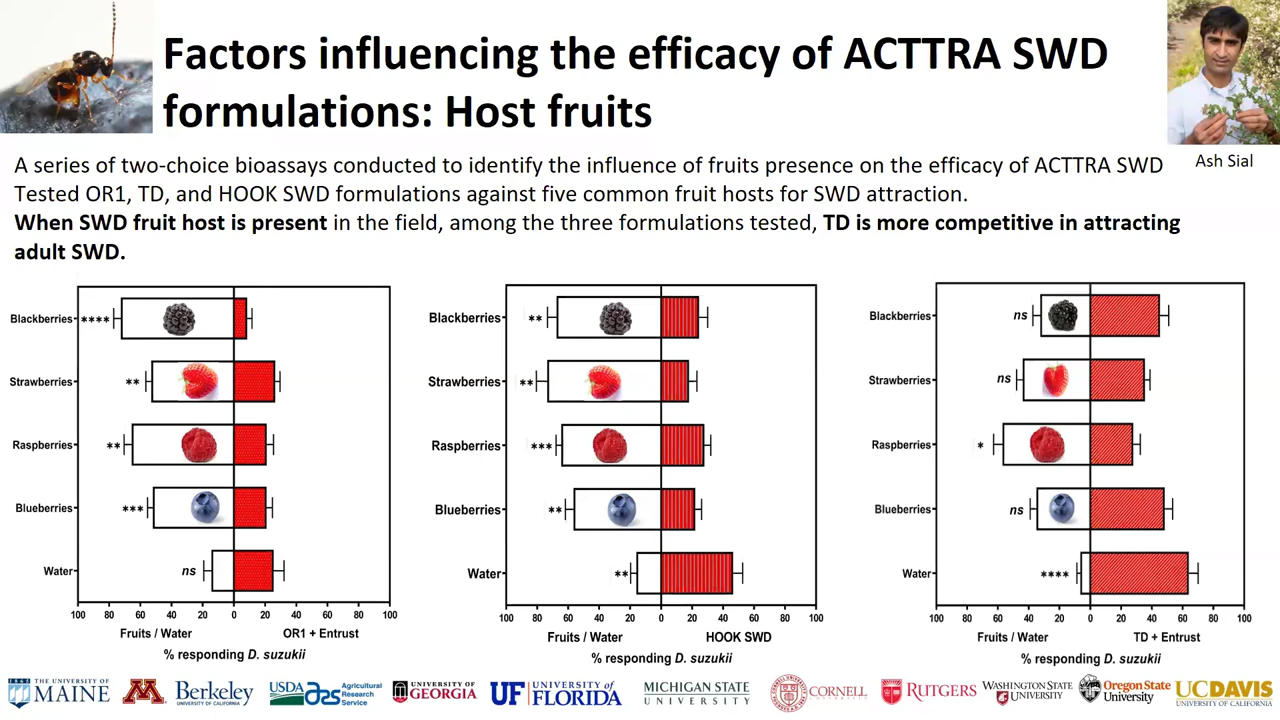 Factors influencing the efficacy of ACTTRA SWD
formulations: Host fruits
Ash Sial
A series of two-choice bioassays conducted to identify the influence of fruits presence on the efficacy of ACTTRA SWD
Tested OR1, TD, and HOOK SWD formulations against five common fruit hosts for SWD attraction.
When SWD fruit host is present in the field, among the three formulations tested, TD is more competitive in attracting
adult SWD.
Blackberries
****
Strawberries
**
Raspberries
**
Blueberries
***
Water
ns
100 80 60 40 20 0 20 40 60 80 100
Fruits / Water OR1 + Entrust
% responding D. suzukii
Blackberries
**
Strawberries
**
Raspberries
***
Blueberries
**
Water
**
100 80 60 40 20 0 20 40 60 80 100
Fruits / Water HOOK SWD
% responding D. suzukii
Blackberries
ns
Strawberries
ns
Raspberries
*
Blueberries
ns
Water
****
100 80 60 40 20 0 20 40 60 80 100
Fruits / Water TD + Entrust
% responding D. suzukii
THE UNIVERSITY OF
MAINE
M
Berkeley
UNIVERSITY OF CALIFORNIA
USDA
ars
Agricultural
Research
Service
UNIVERSITY OF
GEORGIA
UF
UNIVERSITY of
FLORIDA
MICHIGAN STATE
UNIVERSITY
CORNELL
RUTGERS
WASHINGTON STATE
UNIVERSITY
Oregon State
University
UCDAVIS
UNIVERSITY OF CALIFORNIA